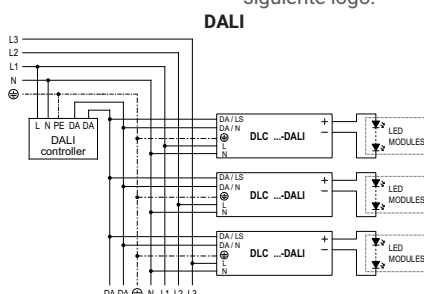 siguiente logo:
DALI
L3
L2
L1
N
L N PE DA DA
DALI
controller
DA / LS
DA / N
L
N
DLC ...-DALI
+
–
LED
MODULES
DA / LS
DA / N
L
N
DLC ...-DALI
+
–
LED
MODULES
DA / LS
DA / N
L
N
DLC ...-DALI
+
–
LED
MODULES
DA DA N L1 L2 L3